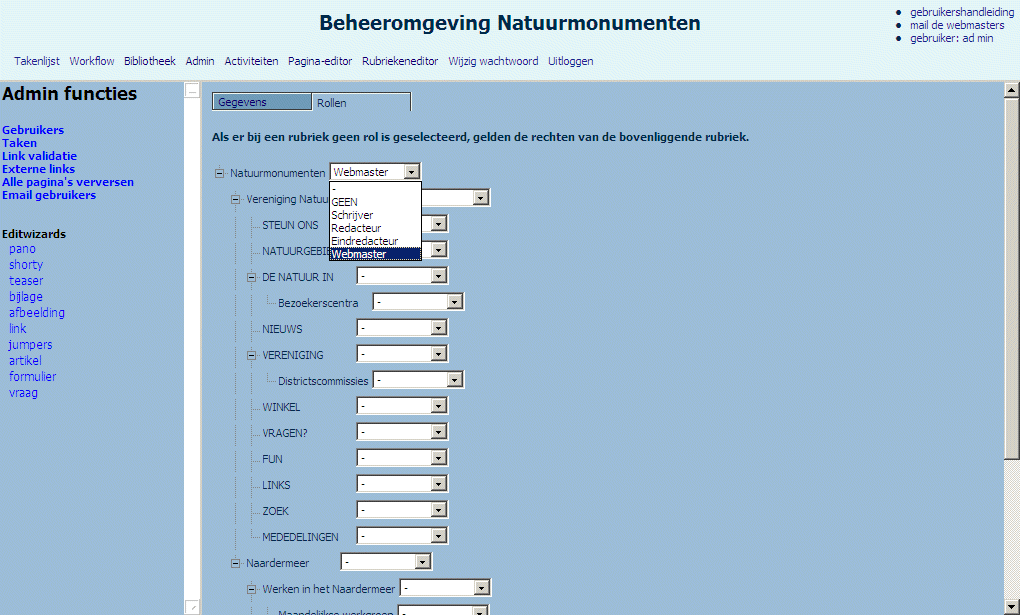 Beheeromgeving Natuurmonumenten
gebruikershandleiding
mail de webmasters
gebruiker: ad min
Takenlijst Workflow Bibliotheek Admin Activiteiten Pagina-editor Rubriekeneditor Wijzig wachtwoord Uitloggen
Admin functies
Gebruikers
Taken
Link validatie
Externe links
Alle pagina's verversen
Email gebruikers
Editwizards
pano
shorty
teaser
bijlage
afbeelding
link
jumpers
artikel
formulier
vraag
Gegevens Rollen
Als er bij een rubriek geen rol is geselecteerd, gelden de rechten van de bovenliggende rubriek.
Natuurmonumenten Webmaster
-
GEEN
Schrijver
Redacteur
Eindredacteur
Webmaster
Vereniging Natuu
STEUN ONS
NATUURGEBIE
DE NATUUR IN -
Bezoekerscentra -
NIEUWS -
VERENIGING -
Districtscommissies -
WINKEL -
VRAGEN? -
FUN -
LINKS -
ZOEK -
MEDEDELINGEN -
Naardermeer -
Werken in het Naardermeer -
Maandelijkse werkgroep -